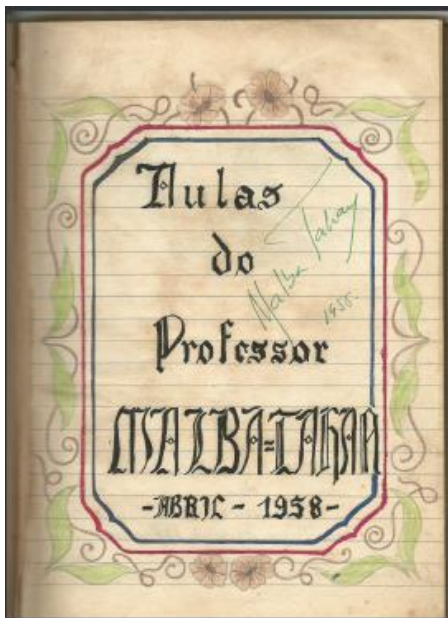 Aulas
do
Professor
MALBA=TAHAN
-ABRIL - 1958-
Malba Tahan
1958.